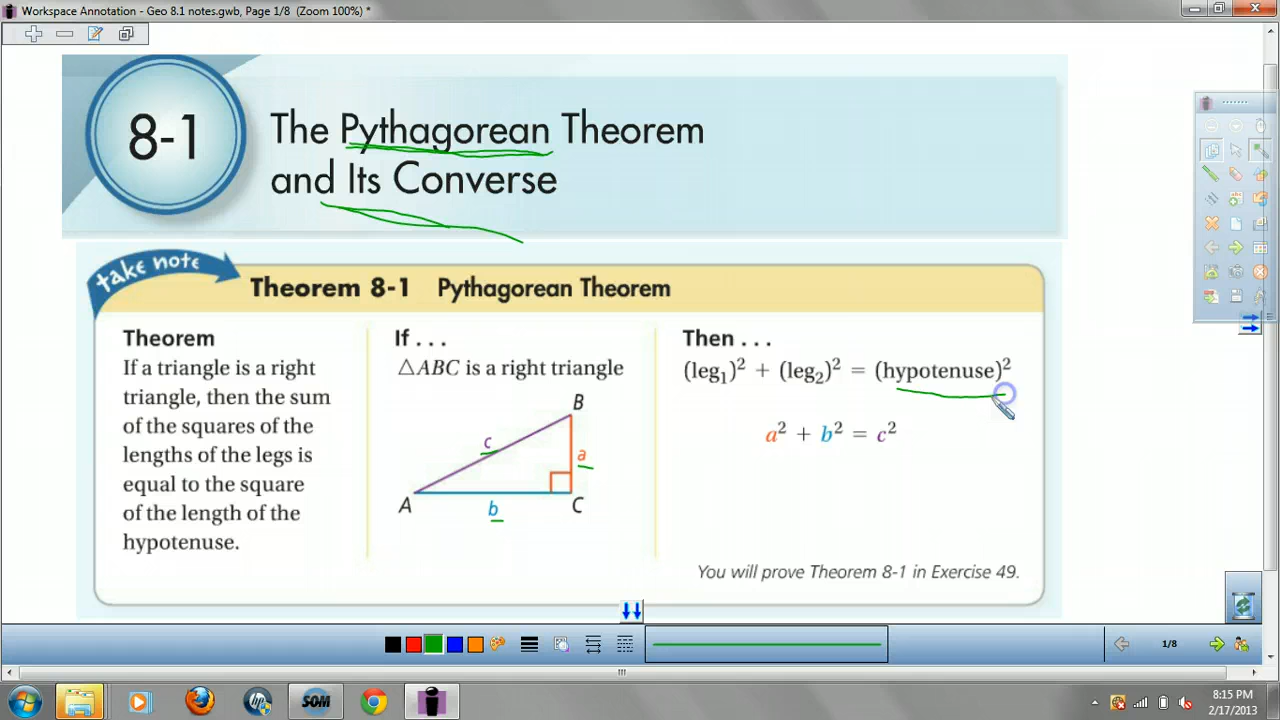 Workspace Annotation - Geo 8.1 notes.gwb, Page 1/8 (Zoom 100%) *
8-1
The Pythagorean Theorem
and Its Converse
take note
Theorem 8-1 Pythagorean Theorem
Theorem
If a triangle is a right
triangle, then the sum
of the squares of the
lengths of the legs is
equal to the square
of the length of the
hypotenuse.
If . . .
△ABC is a right triangle
B
c
a
A
b
C
Then . . .
(leg₁)² + (leg₂)² = (hypotenuse)²
a² + b² = c²
You will prove Theorem 8-1 in Exercise 49.
1/8
hp
SOM
8:15 PM
2/17/2013